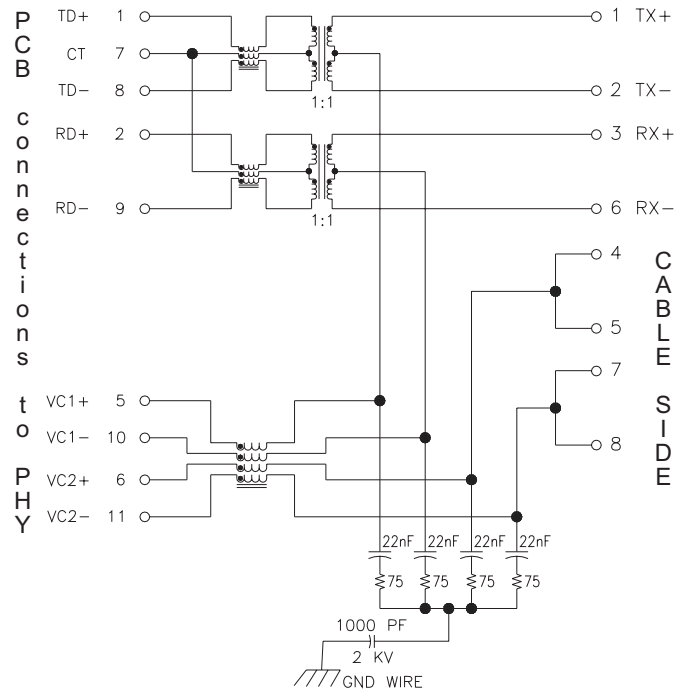 PCB connections to PHY
TD+ 1
CT 7
TD- 8
RD+ 2
RD- 9
1:1
1:1
1 TX+
2 TX-
3 RX+
6 RX-
4
5
7
8
CABLE SIDE
VC1+ 5
VC1- 10
VC2+ 6
VC2- 11
22nF 22nF 22nF 22nF
75 75 75 75
1000 PF
2 KV
GND WIRE